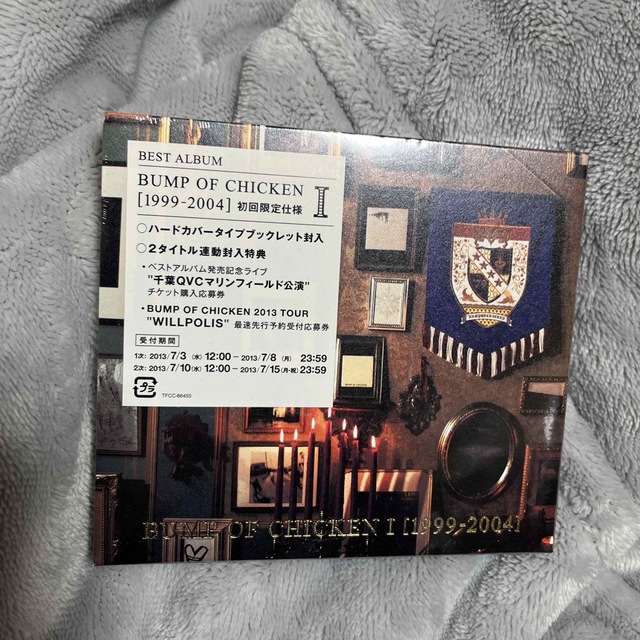 BEST ALBUM
BUMP OF CHICKEN
[1999-2004] 初回限定仕様 I
○ハードカバータイプブックレット封入
○2タイトル連動封入特典
・ベストアルバム発売記念ライブ
"千葉QVCマリンフィールド公演"
チケット購入応募券
・BUMP OF CHICKEN 2013 TOUR
"WILLPOLIS" 最速先行予約受付応募券
受付期間
1次: 2013/7/3 (水) 12:00 − 2013/7/8 (月) 23:59
2次: 2013/7/10(水) 12:00 − 2013/7/15(月・祝) 23:59
プラ
TFCC-86455
BUMP OF CHICKEN I [1999-2004]